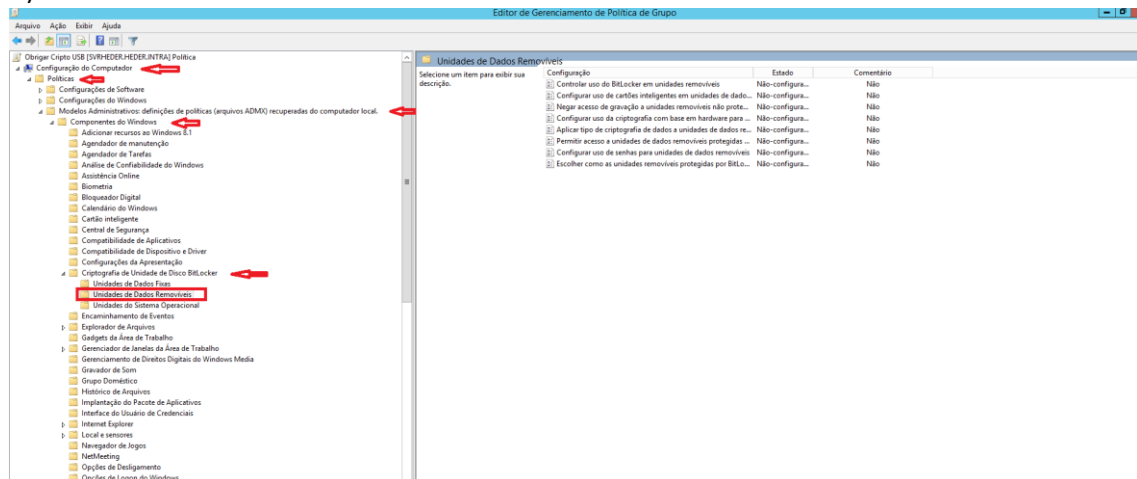 Editor de Gerenciamento de Política de Grupo
Arquivo Ação Exibir Ajuda
Obrigar Cripto USB [SVRHEDER.HEDER.INTRA] Política
Configuração do Computador
Políticas
Configurações de Software
Configurações do Windows
Modelos Administrativos: definições de políticas (arquivos ADMX) recuperadas do computador local.
Componentes do Windows
Adicionar recursos ao Windows 8.1
Agendador de manutenção
Agendador de Tarefas
Análise de Confiabilidade do Windows
Assistência Online
Biometria
Bloqueador Digital
Calendário do Windows
Cartão inteligente
Central de Segurança
Compatibilidade de Aplicativos
Compatibilidade de Dispositivo e Driver
Configurações da Apresentação
Criptografia de Unidade de Disco BitLocker
Unidades de Dados Fixas
Unidades de Dados Removíveis
Unidades do Sistema Operacional
Encaminhamento de Eventos
Explorador de Arquivos
Gadgets da Área de Trabalho
Gerenciador de Janelas da Área de Trabalho
Gerenciamento de Direitos Digitais do Windows Media
Gravador de Som
Grupo Doméstico
Histórico de Arquivos
Implantação do Pacote de Aplicativos
Interface do Usuário de Credenciais
Internet Explorer
Local e sensores
Navegador de Jogos
NetMeeting
Opções de Desligamento
Opções de Logon do Windows
Unidades de Dados Removíveis
Selecione um item para exibir sua
descrição.
Configuração Estado Comentário
Controlar uso do BitLocker em unidades removíveis Não-configura... Não
Configurar uso de cartões inteligentes em unidades de dado... Não-configura... Não
Negar acesso de gravação a unidades removíveis não prote... Não-configura... Não
Configurar uso da criptografia com base em hardware para ... Não-configura... Não
Aplicar tipo de criptografia de dados a unidades de dados re... Não-configura... Não
Permitir acesso a unidades de dados removíveis protegidas ... Não-configura... Não
Configurar uso de senhas para unidades de dados removíveis Não-configura... Não
Escolher como as unidades removíveis protegidas por BitLo... Não-configura... Não